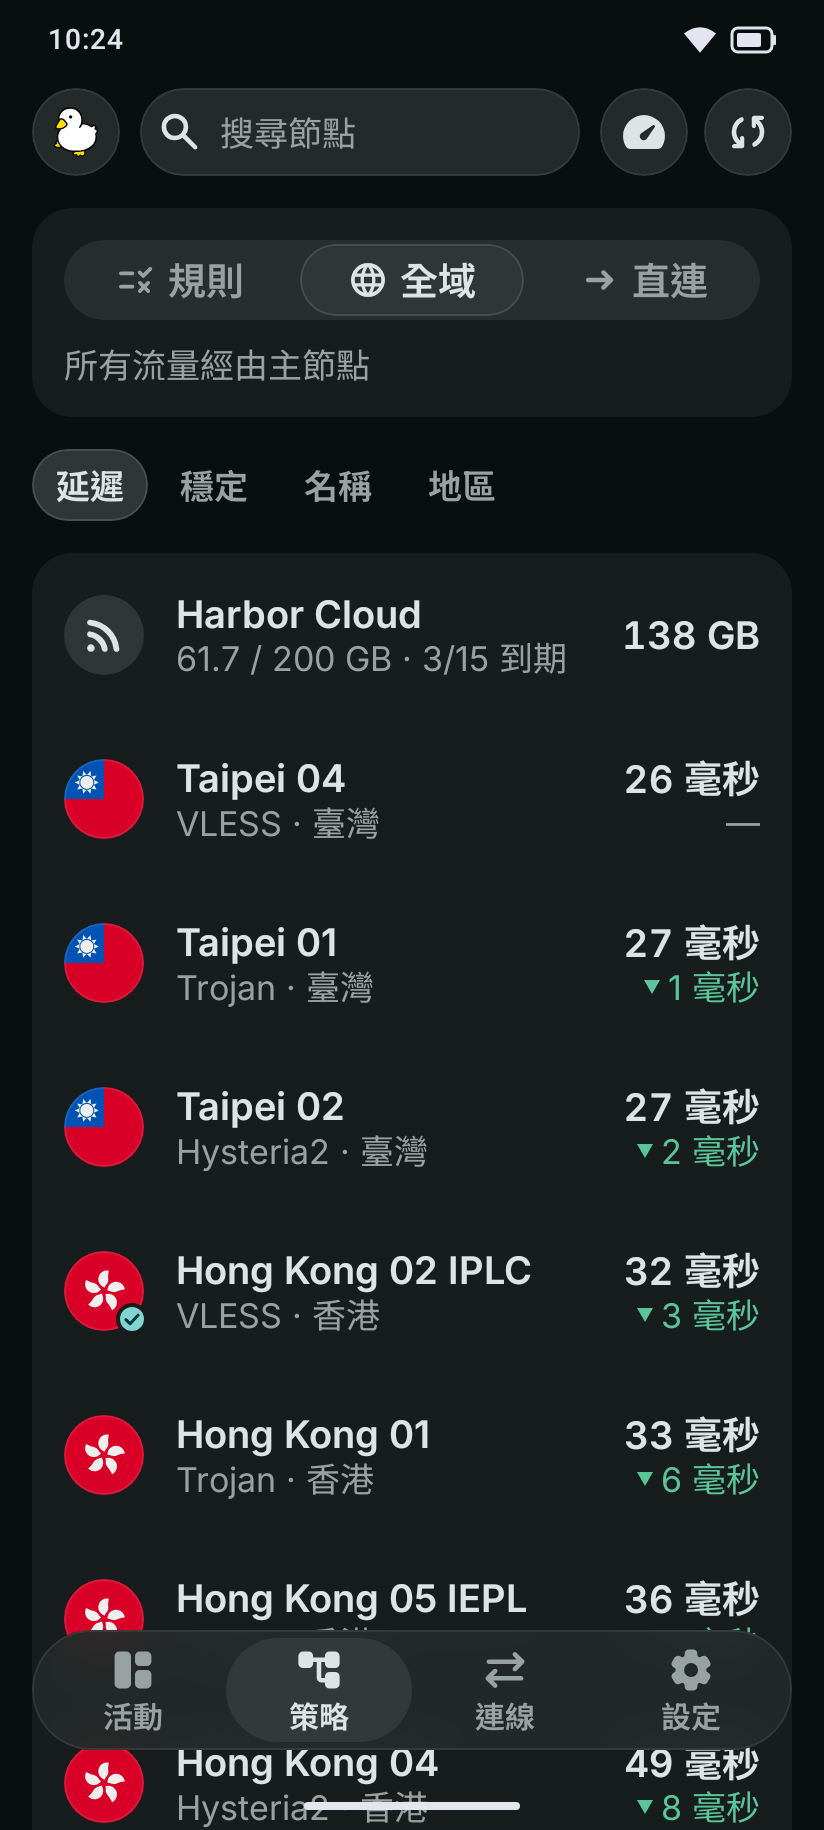 10:24
搜尋節點
規則
全域
直連
所有流量經由主節點
延遲
穩定
名稱
地區
Harbor Cloud
138 GB
61.7 / 200 GB · 3/15 到期
Taipei 04
26 毫秒
VLESS · 臺灣
—
Taipei 01
27 毫秒
Trojan · 臺灣
▼1 毫秒
Taipei 02
27 毫秒
Hysteria2 · 臺灣
▼2 毫秒
Hong Kong 02 IPLC
32 毫秒
VLESS · 香港
▼3 毫秒
Hong Kong 01
33 毫秒
Trojan · 香港
▼6 毫秒
Hong Kong 05 IEPL
36 毫秒
活動
策略
連線
設定
Hong Kong 04
49 毫秒
Hysteria2 · 香港
▼8 毫秒